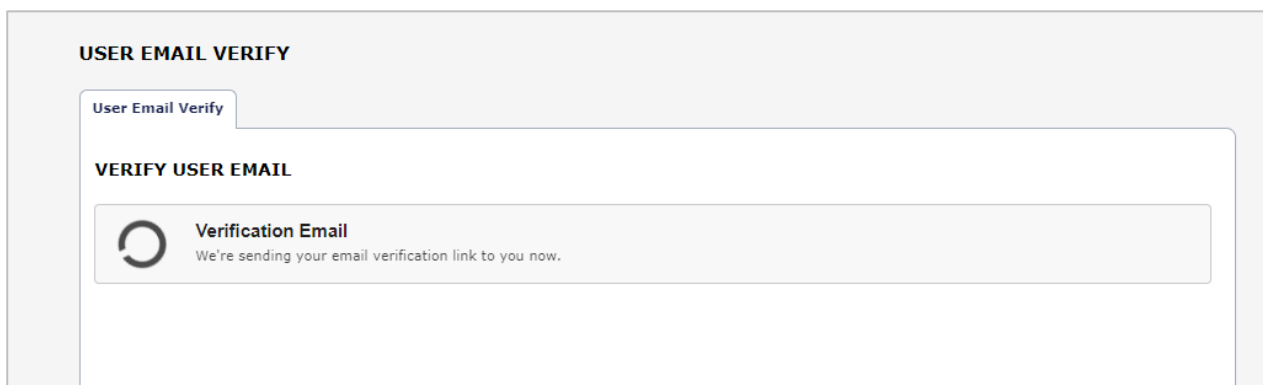 USER EMAIL VERIFY
User Email Verify
VERIFY USER EMAIL
Verification Email
We're sending your email verification link to you now.